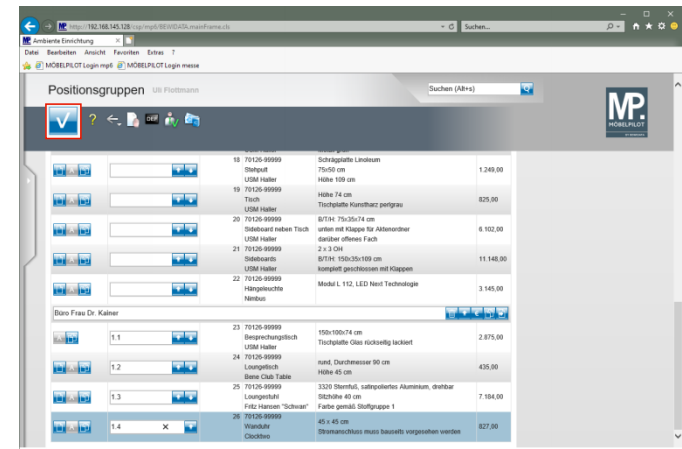 http://192.168.145.128/csp/mp6/BEWIDATA.mainFrame.cls
Suchen...
Ambiente Einrichtung
Datei Bearbeiten Ansicht Favoriten Extras ?
MÖBELPILOT Login mp6 MÖBELPILOT Login messe
Positionsgruppen Uli Flottmann
Suchen (Alt+s)
MP.
MÖBELPILOT
18 70126-99999
Stehpult
USM Haller
Schrägplatte Linoleum
75x50 cm
Höhe 109 cm
1.249,00
19 70126-99999
Tisch
USM Haller
Höhe 74 cm
Tischplatte Kunstharz perlgrau
825,00
20 70126-99999
Sideboard neben Tisch
USM Haller
B/T/H: 75x35x74 cm
unten mit Klappe für Aktenordner
darüber offenes Fach
6.102,00
21 70126-99999
Sideboards
USM Haller
2 x 3 OH
B/T/H: 150x35x109 cm
komplett geschlossen mit Klappen
11.148,00
22 70126-99999
Hängeleuchte
Nimbus
Modul L 112, LED Next Technologie
3.145,00
Büro Frau Dr. Kalner
1.1
23 70126-99999
Besprechungstisch
USM Haller
150x100x74 cm
Tischplatte Glas rückseitig lackiert
2.875,00
1.2
24 70126-99999
Loungetisch
Bene Club Table
rund, Durchmesser 90 cm
Höhe 45 cm
435,00
1.3
25 70126-99999
Loungestuhl
Fritz Hansen "Schwan"
3320 Sternfuß, satinpoliertes Aluminium, drehbar
Sitzhöhe 40 cm
Farbe gemäß Stoffgruppe 1
7.184,00
1.4
26 70126-99999
Wanduhr
Clocktwo
45 x 45 cm
Stromanschluss muss bauseits vorgesehen werden
827,00